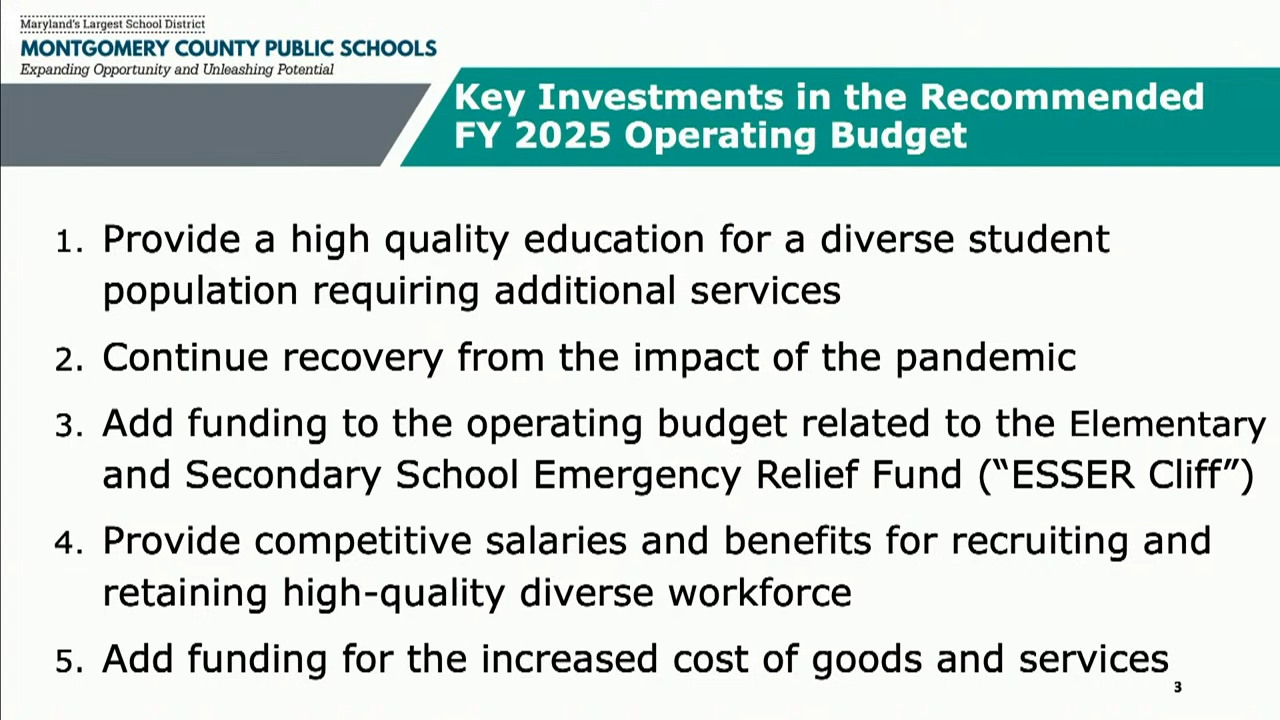 Maryland's Largest School District
MONTGOMERY COUNTY PUBLIC SCHOOLS
Expanding Opportunity and Unleashing Potential
Key Investments in the Recommended
FY 2025 Operating Budget
1. Provide a high quality education for a diverse student
population requiring additional services
2. Continue recovery from the impact of the pandemic
3. Add funding to the operating budget related to the Elementary
and Secondary School Emergency Relief Fund (“ESSER Cliff”)
4. Provide competitive salaries and benefits for recruiting and
retaining high-quality diverse workforce
5. Add funding for the increased cost of goods and services
3